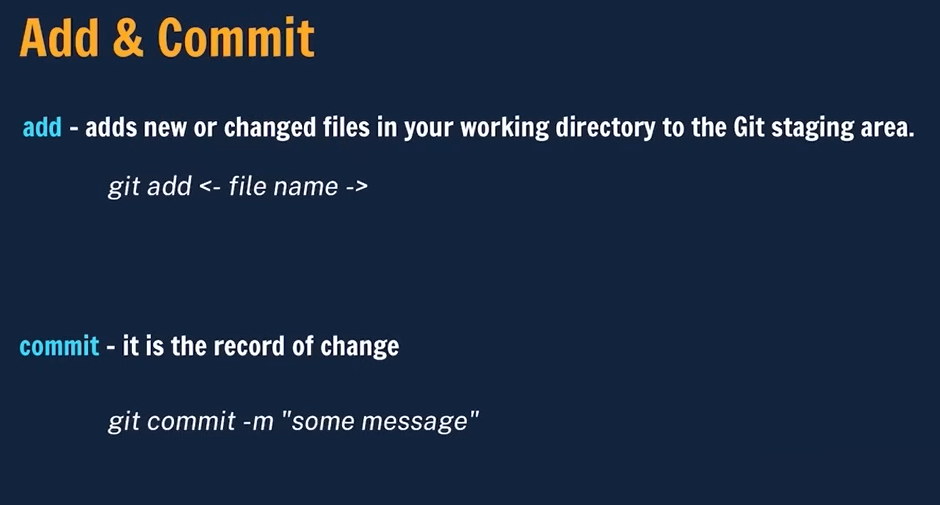 Add & Commit
add - adds new or changed files in your working directory to the Git staging area.
git add <- file name ->
commit - it is the record of change
git commit -m "some message"